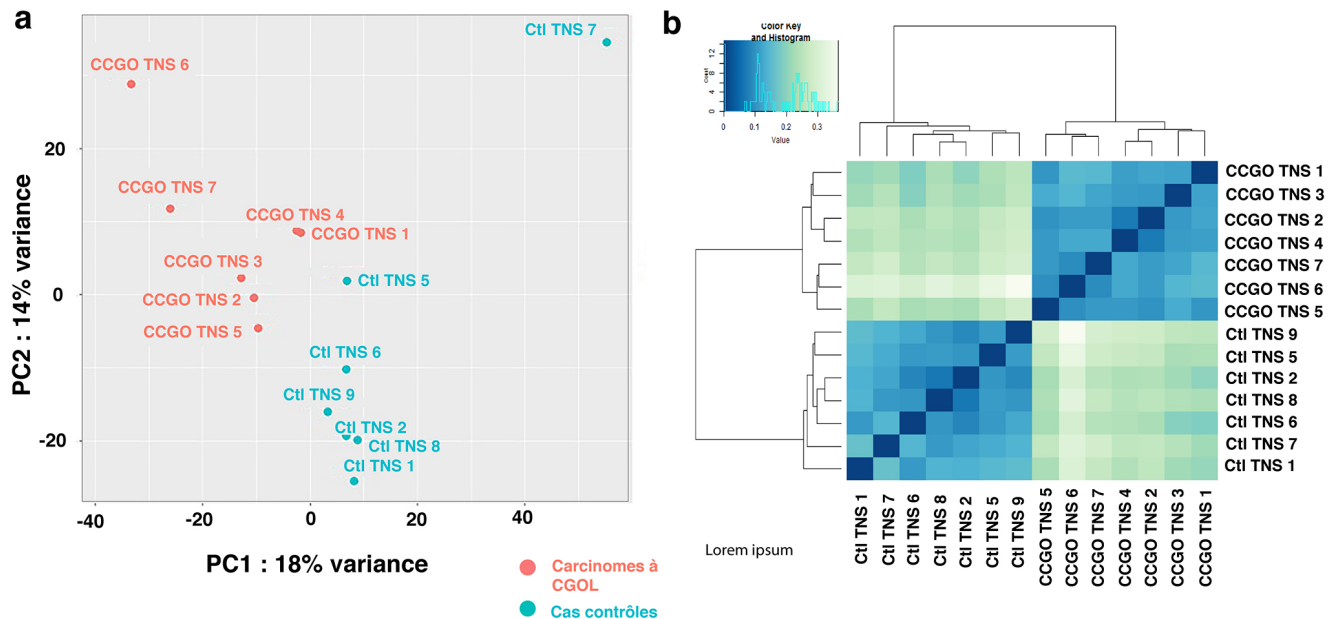 a
Ctl TNS 7
CCGO TNS 6
CCGO TNS 7
CCGO TNS 4
CCGO TNS 1
CCGO TNS 3
Ctl TNS 5
CCGO TNS 2
CCGO TNS 5
Ctl TNS 6
Ctl TNS 9
Ctl TNS 2
Ctl TNS 8
Ctl TNS 1
20
0
-20
PC2 : 14% variance
-40
-20
0
20
40
PC1 : 18% variance
Carcinomes à
CGOL
Cas contrôles
b
Color Key
and Histogram
Count
0
4
8
12
0
0.1
0.2
0.3
Value
CCGO TNS 1
CCGO TNS 3
CCGO TNS 2
CCGO TNS 4
CCGO TNS 7
CCGO TNS 6
CCGO TNS 5
Ctl TNS 9
Ctl TNS 5
Ctl TNS 2
Ctl TNS 8
Ctl TNS 6
Ctl TNS 7
Ctl TNS 1
Ctl TNS 1
Ctl TNS 7
Ctl TNS 6
Ctl TNS 8
Ctl TNS 2
Ctl TNS 5
Ctl TNS 9
CCGO TNS 5
CCGO TNS 6
CCGO TNS 7
CCGO TNS 4
CCGO TNS 2
CCGO TNS 3
CCGO TNS 1
Lorem ipsum